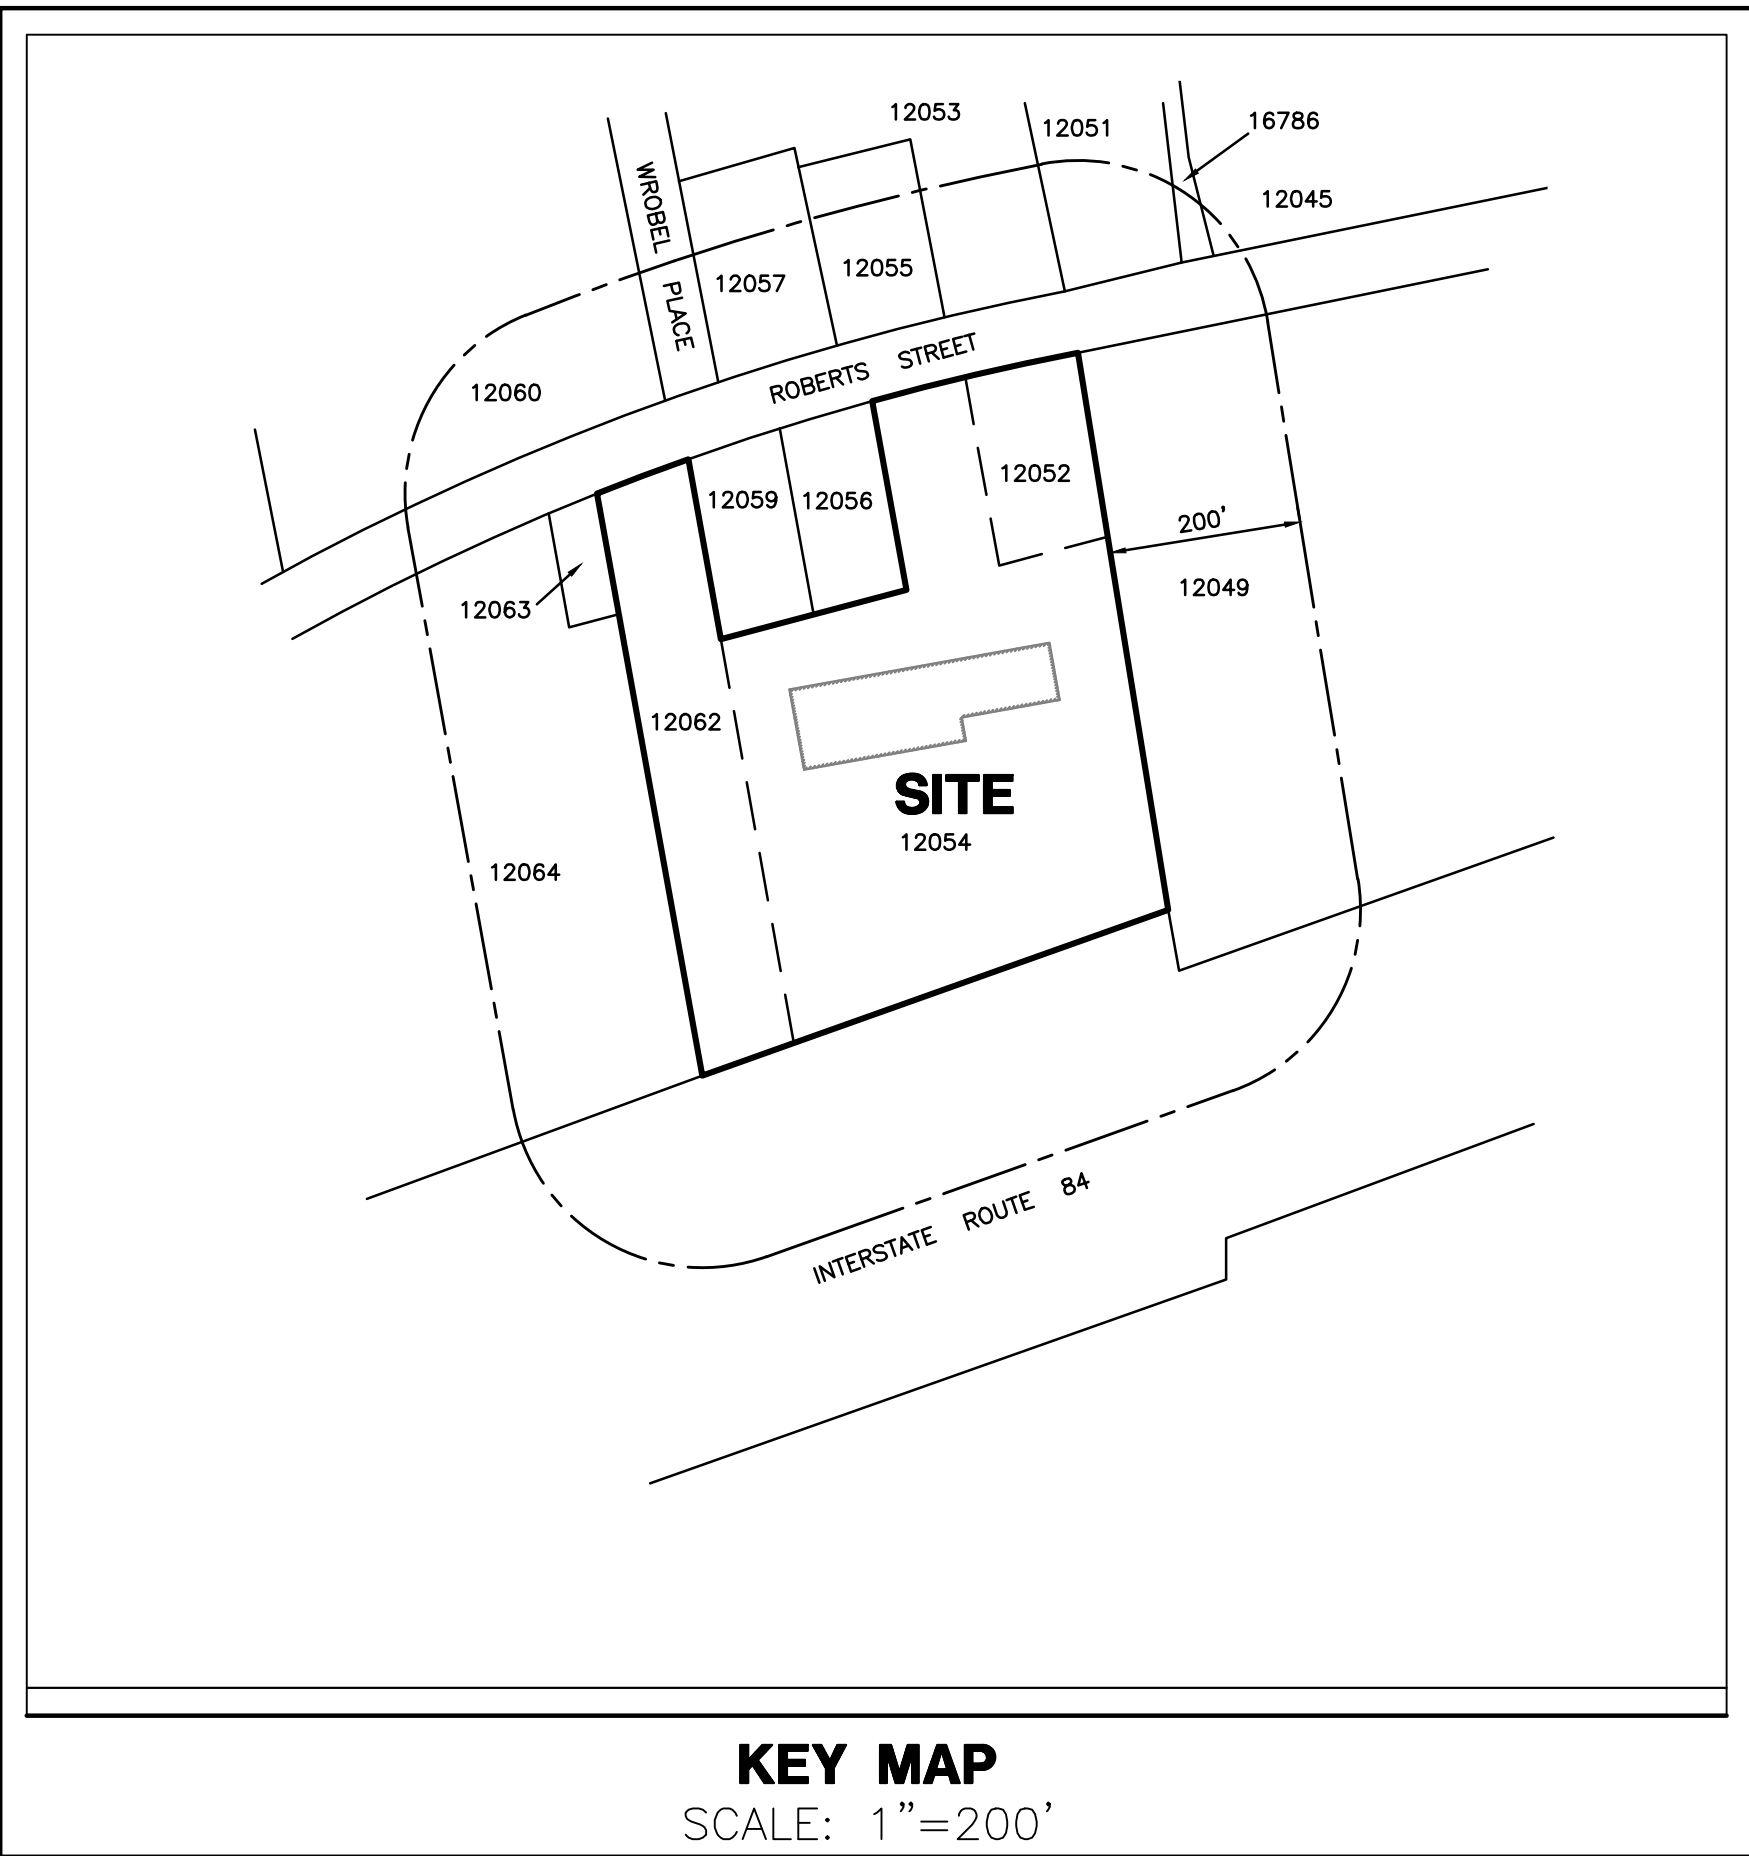 12053
12051
16786
12045
WROBEL PLACE
12057
12055
12060
ROBERTS STREET
12052
12059
12056
200'
12049
12063
12062
SITE
12054
12064
INTERSTATE ROUTE 84
KEY MAP
SCALE: 1"=200'